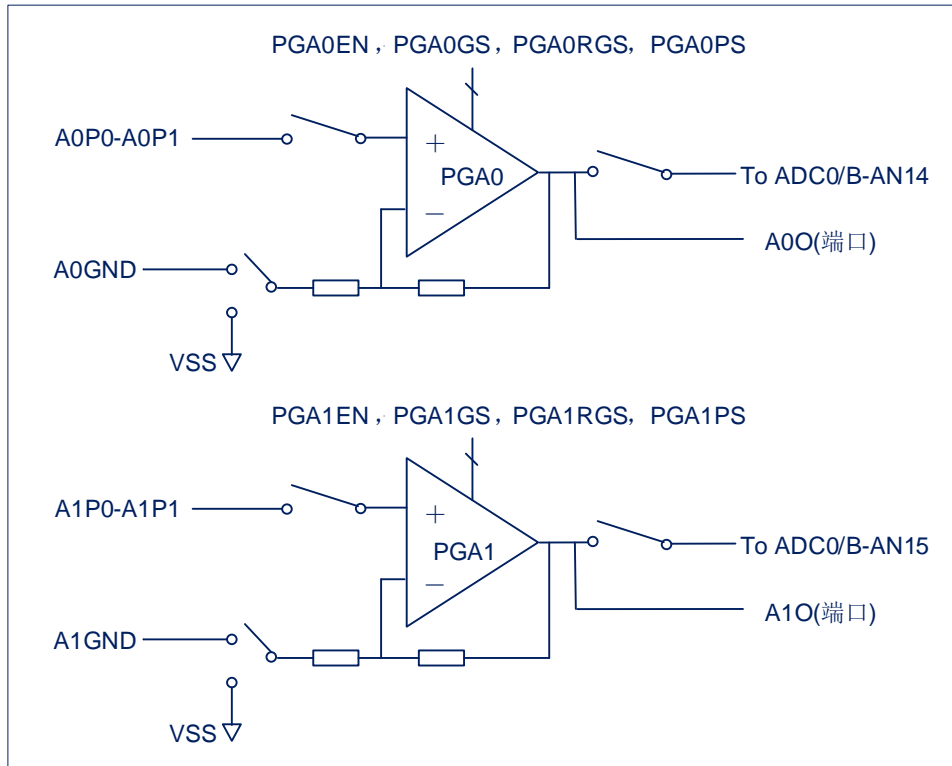 PGA0EN，PGA0GS，PGA0RGS， PGA0PS
A0P0-A0P1
+
PGA0
−
To ADC0/B-AN14
A0O(端口)
A0GND
VSS
PGA1EN，PGA1GS，PGA1RGS， PGA1PS
A1P0-A1P1
+
PGA1
−
To ADC0/B-AN15
A1O(端口)
A1GND
VSS